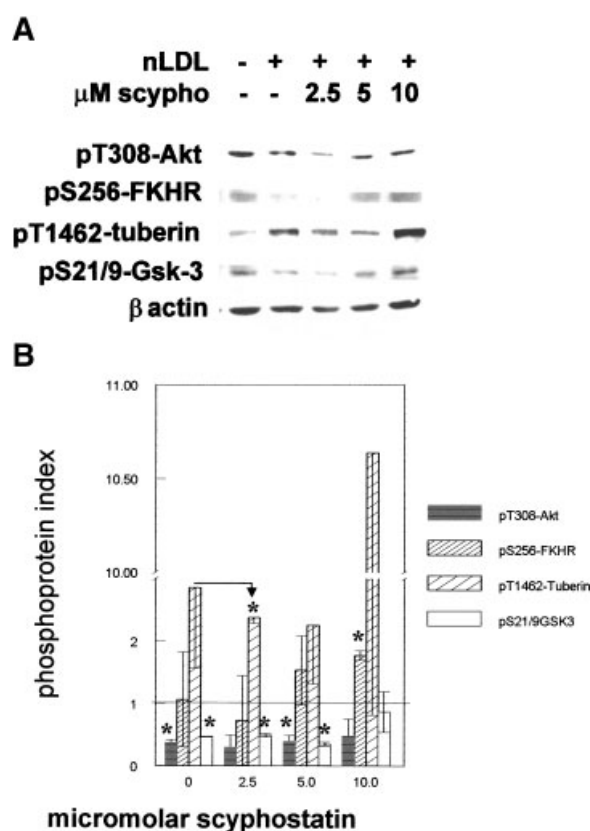 A
nLDL - + + + +
µM scypho - - 2.5 5 10
pT308-Akt
pS256-FKHR
pT1462-tuberin
pS21/9-Gsk-3
β actin
B
11.00
10.50
10.00
2
1
0
phosphoprotein index
* * * * * * *
0 2.5 5.0 10.0
micromolar scyphostatin
pT308-Akt
pS256-FKHR
pT1462-Tuberin
pS21/9GSK3